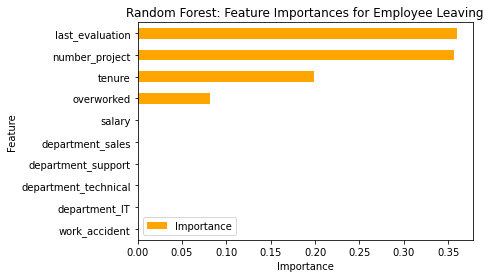 Random Forest: Feature Importances for Employee Leaving
last_evaluation
number_project
tenure
overworked
salary
department_sales
department_support
department_technical
department_IT
work_accident
Feature
Importance
0.00 0.05 0.10 0.15 0.20 0.25 0.30 0.35
Importance